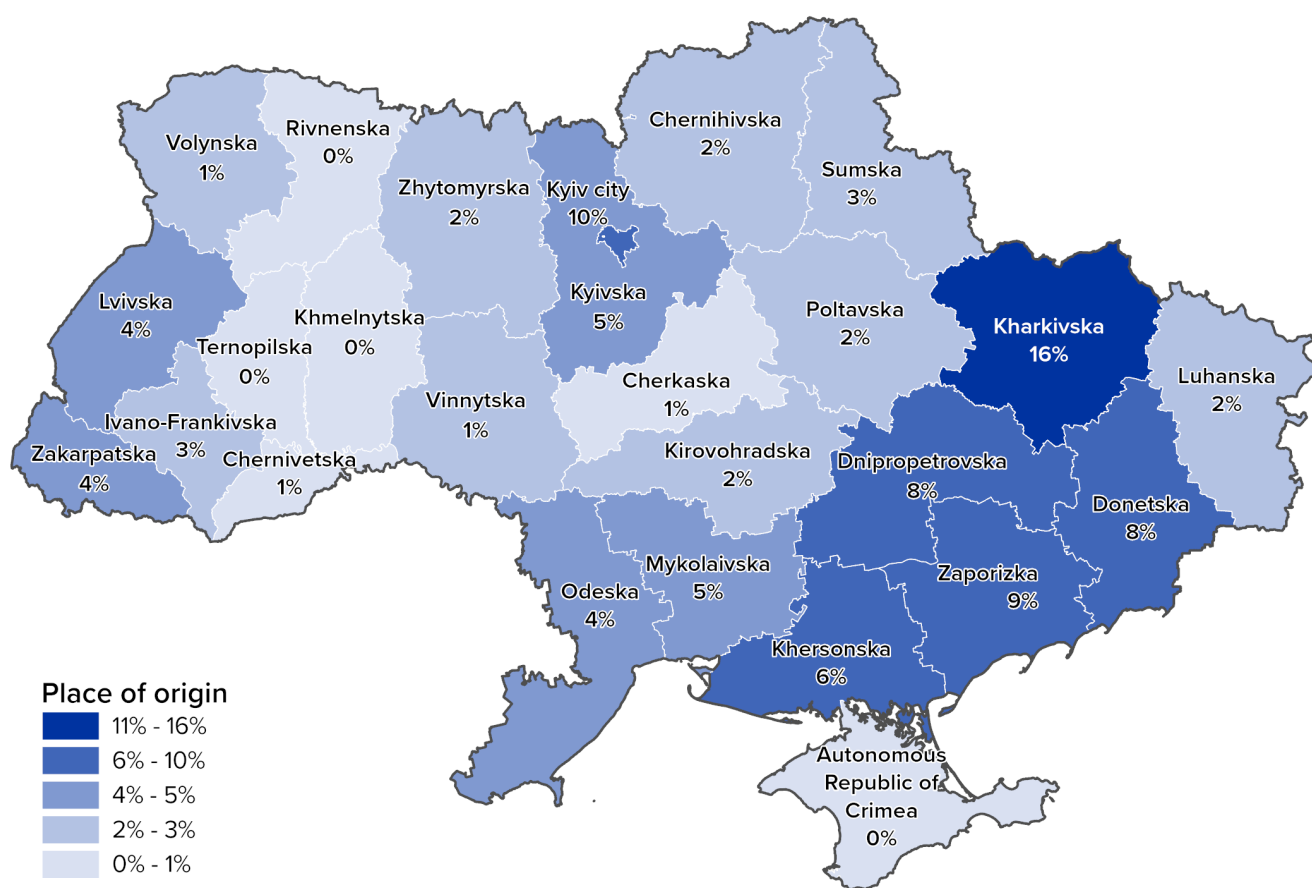 Chernihivska
2%
Rivnenska
0%
Volynska
1%
Sumska
3%
Zhytomyrska
2%
Kyiv city
10%
Lvivska
4%
Kyivska
5%
Poltavska
2%
Khmelnytska
0%
Kharkivska
16%
Ternopilska
0%
Cherkaska
1%
Luhanska
2%
Vinnytska
1%
Ivano-Frankivska
3%
Zakarpatska
4%
Chernivetska
1%
Kirovohradska
2%
Dnipropetrovska
8%
Donetska
8%
Mykolaivska
5%
Zaporizka
9%
Odeska
4%
Khersonska
6%
Autonomous
Republic of
Crimea
0%
Place of origin
11% - 16%
6% - 10%
4% - 5%
2% - 3%
0% - 1%